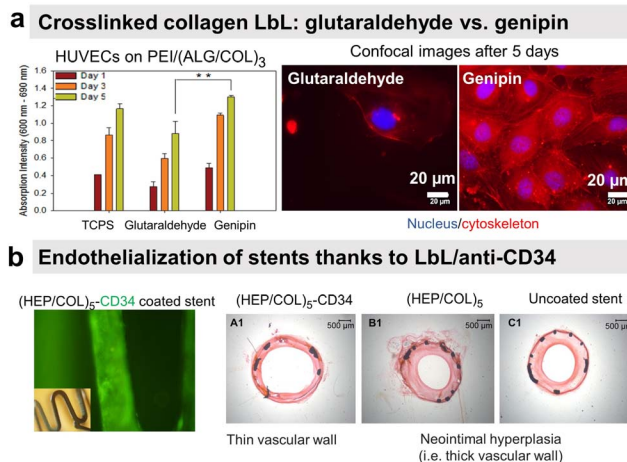 a Crosslinked collagen LbL: glutaraldehyde vs. genipin
HUVECs on PEI/(ALG/COL)3
Absorption Intensity (600 nm - 690 nm)
1.6
1.4
1.2
1.0
0.8
0.6
0.4
0.2
0.0
Day 1
Day 3
Day 5
**
TCPS Glutaraldehyde Genipin
Confocal images after 5 days
Glutaraldehyde
20 μm
20 μm
Genipin
20 μm
20 μm
Nucleus/cytoskeleton
b Endothelialization of stents thanks to LbL/anti-CD34
(HEP/COL)5-CD34 coated stent
(HEP/COL)5-CD34
(HEP/COL)5
Uncoated stent
A1
500 μm
B1
500 μm
C1
500 μm
Thin vascular wall
Neointimal hyperplasia
(i.e. thick vascular wall)